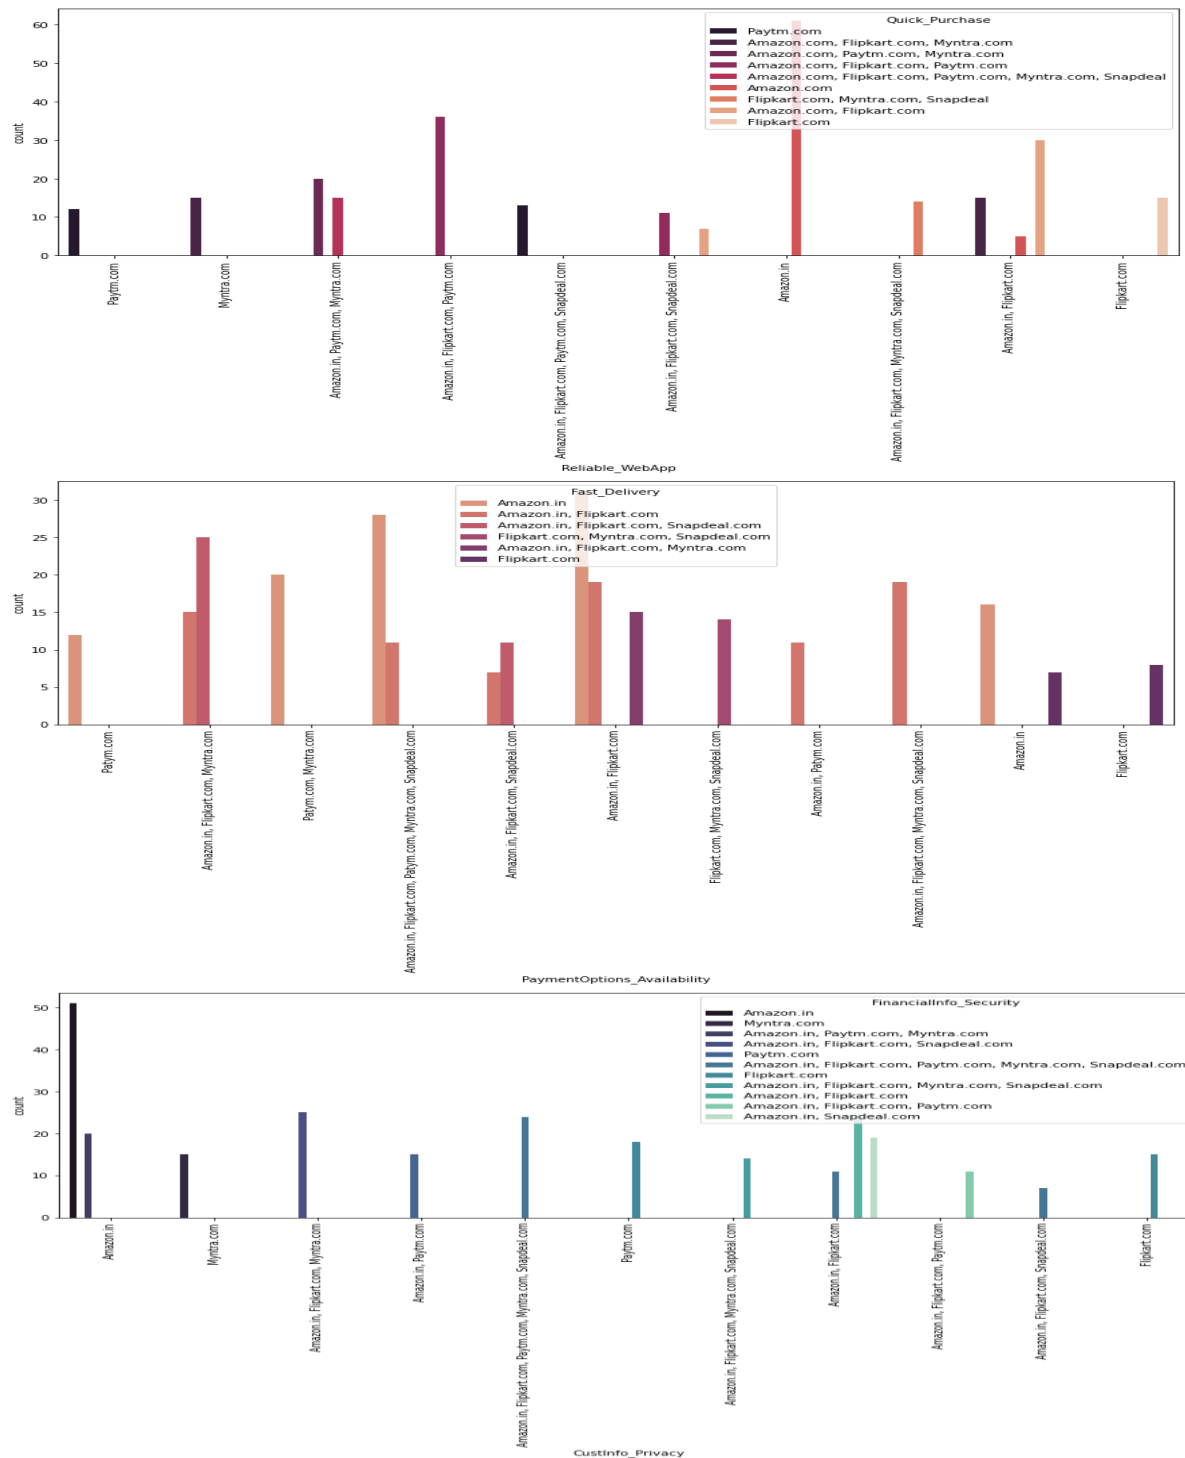 Quick_Purchase
Paytm.com
Amazon.com, Flipkart.com, Myntra.com
Amazon.com, Paytm.com, Myntra.com
Amazon.com, Flipkart.com, Paytm.com
Amazon.com, Flipkart.com, Paytm.com, Myntra.com, Snapdeal
Amazon.com
Flipkart.com, Myntra.com, Snapdeal
Amazon.com, Flipkart.com
Flipkart.com
60
50
40
30
20
10
0
count
Paytm.com
Myntra.com
Amazon.in, Paytm.com, Myntra.com
Amazon.in, Flipkart.com, Paytm.com
Amazon.in, Flipkart.com, Paytm.com, Snapdeal.com
Amazon.in, Flipkart.com, Snapdeal.com
Amazon.in
Amazon.in, Flipkart.com, Myntra.com, Snapdeal.com
Amazon.in, Flipkart.com
Flipkart.com
Reliable_WebApp
Fast_Delivery
Amazon.in
Amazon.in, Flipkart.com
Amazon.in, Flipkart.com, Snapdeal.com
Flipkart.com, Myntra.com, Snapdeal.com
Amazon.in, Flipkart.com, Myntra.com
Flipkart.com
30
25
20
15
10
5
0
count
Patym.com
Amazon.in, Flipkart.com, Myntra.com
Patym.com, Myntra.com
Amazon.in, Flipkart.com, Patym.com, Myntra.com, Snapdeal.com
Amazon.in, Flipkart.com, Snapdeal.com
Amazon.in, Flipkart.com
Flipkart.com, Myntra.com, Snapdeal.com
Amazon.in, Patym.com
Amazon.in, Flipkart.com, Myntra.com, Snapdeal.com
Amazon.in
Flipkart.com
PaymentOptions_Availability
FinancialInfo_Security
Amazon.in
Myntra.com
Amazon.in, Paytm.com, Myntra.com
Amazon.in, Flipkart.com, Snapdeal.com
Paytm.com
Amazon.in, Flipkart.com, Paytm.com, Myntra.com, Snapdeal.com
Flipkart.com
Amazon.in, Flipkart.com, Myntra.com, Snapdeal.com
Amazon.in, Flipkart.com
Amazon.in, Flipkart.com, Paytm.com
Amazon.in, Snapdeal.com
50
40
30
20
10
0
count
Amazon.in
Myntra.com
Amazon.in, Flipkart.com, Myntra.com
Amazon.in, Paytm.com
Amazon.in, Flipkart.com, Paytm.com, Myntra.com, Snapdeal.com
Paytm.com
Amazon.in, Flipkart.com, Myntra.com, Snapdeal.com
Amazon.in, Flipkart.com
Amazon.in, Flipkart.com, Paytm.com
Amazon.in, Flipkart.com, Snapdeal.com
Flipkart.com
CustInfo_Privacy